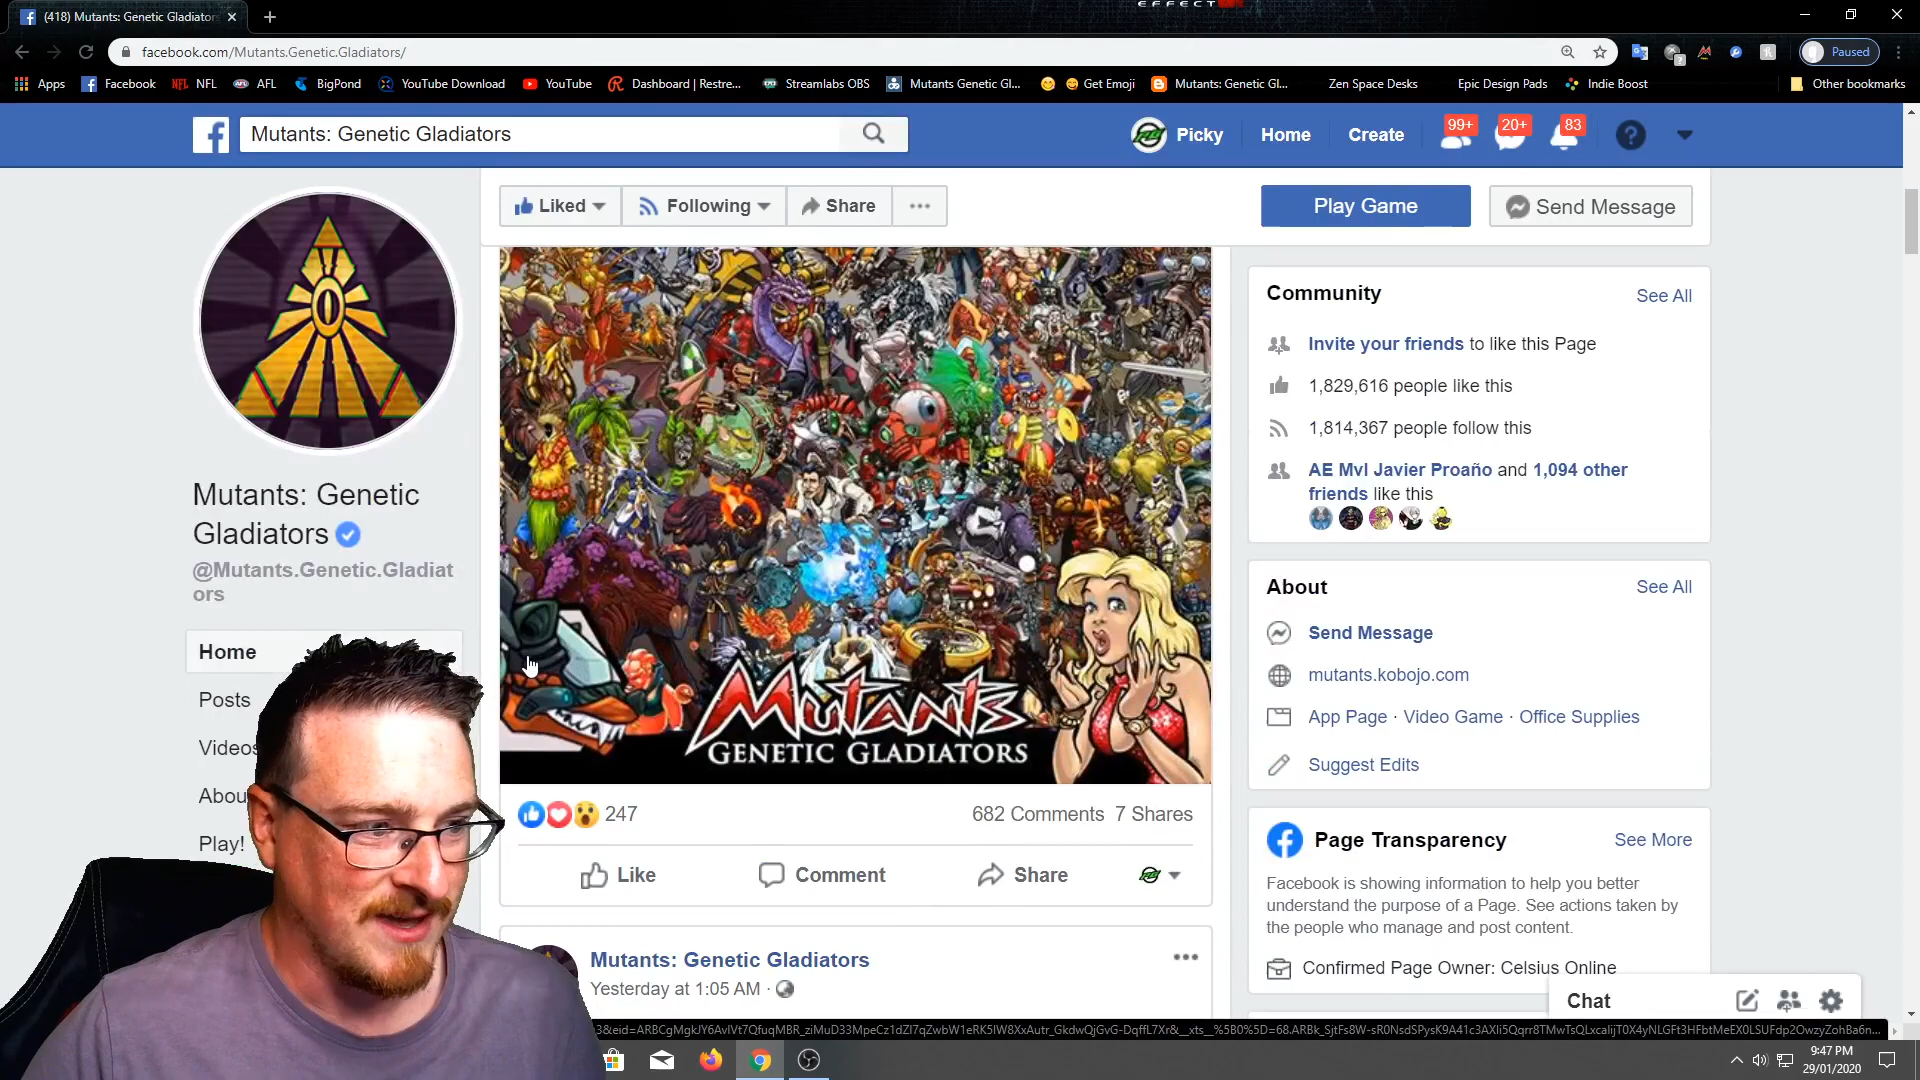 EFFECT
(418) Mutants: Genetic Gladiators
facebook.com/Mutants.Genetic.Gladiators/
Paused
Apps
Facebook
NFL
AFL
BigPond
YouTube Download
YouTube
Dashboard | Restre...
Streamlabs OBS
Mutants Genetic Gl...
Get Emoji
Mutants: Genetic Gl...
Zen Space Desks
Epic Design Pads
Indie Boost
Other bookmarks
Mutants: Genetic Gladiators
Picky
Home
Create
99+
20+
83
Liked
Following
Share
Play Game
Send Message
Mutants: Genetic
Gladiators
@Mutants.Genetic.Gladiat
ors
Home
Posts
Videos
Abou
Play!
MUTANTS
GENETIC GLADIATORS
247
682 Comments 7 Shares
Like
Comment
Share
Mutants: Genetic Gladiators
Yesterday at 1:05 AM ·
Community
See All
Invite your friends to like this Page
1,829,616 people like this
1,814,367 people follow this
AE Mvl Javier Proaño and 1,094 other
friends like this
About
See All
Send Message
mutants.kobojo.com
App Page · Video Game · Office Supplies
Suggest Edits
Page Transparency
See More
Facebook is showing information to help you better
understand the purpose of a Page. See actions taken by
the people who manage and post content.
Confirmed Page Owner: Celsius Online
Chat
9:47 PM
29/01/2020